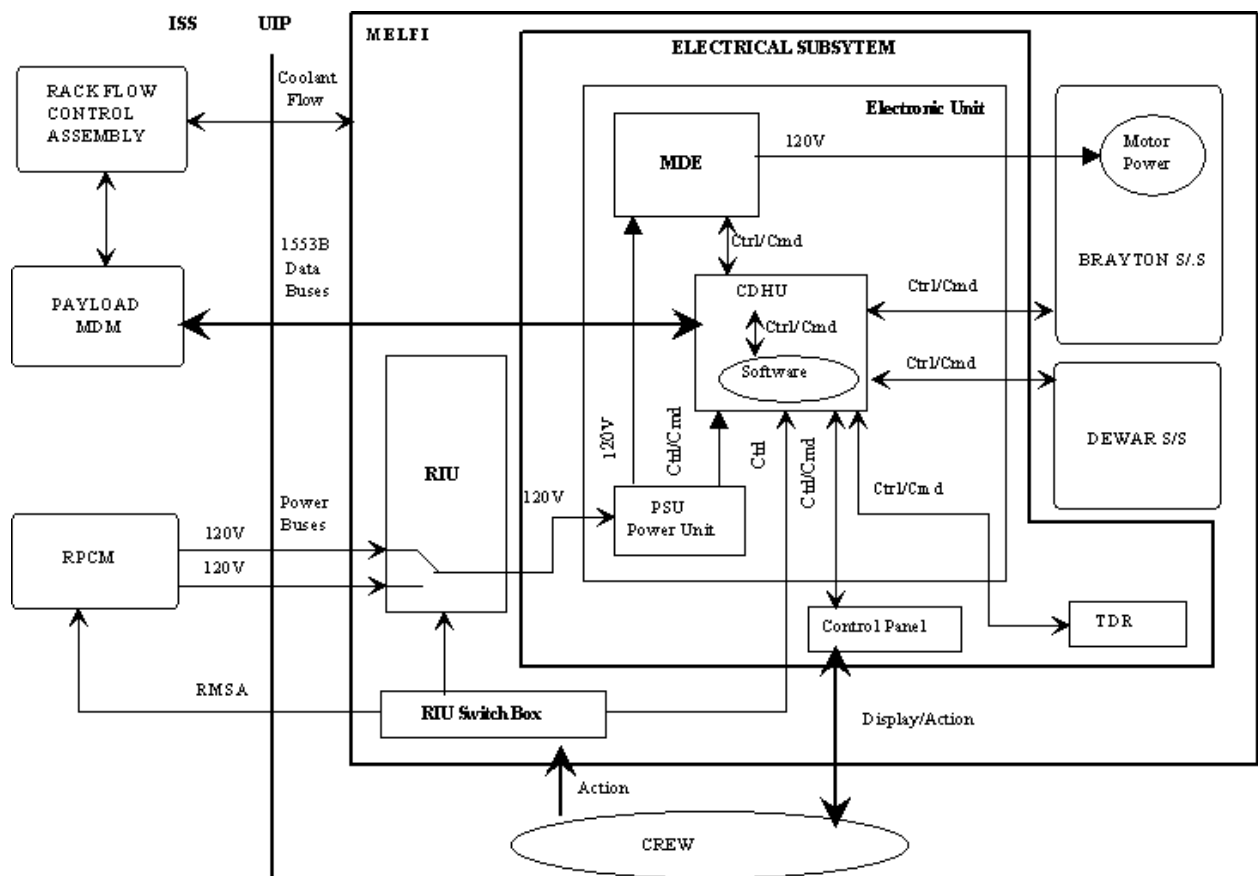 ISS
UIP
MELFI
ELECTRICAL SUBSYTEM
RACK FLOW
CONTROL
ASSEMBLY
Coolant
Flow
Electronic Unit
MDE
120V
Motor
Power
BRAYTON S/.S
Ctrl/Cmd
1553B
Data
Buses
PAYLOAD
MDM
CDHU
Ctrl/Cmd
Software
Ctrl/Cmd
Ctrl/Cmd
DEWAR S/S
RIU
120V
Ctrl/Cmd
Ctrl
Ctrl/Cmd
Ctrl/Cmd
120V
PSU
Power Unit
Power
Buses
RPCM
120V
120V
Control Panel
TDR
RMSA
RIU Switch Box
Display/Action
Action
CREW